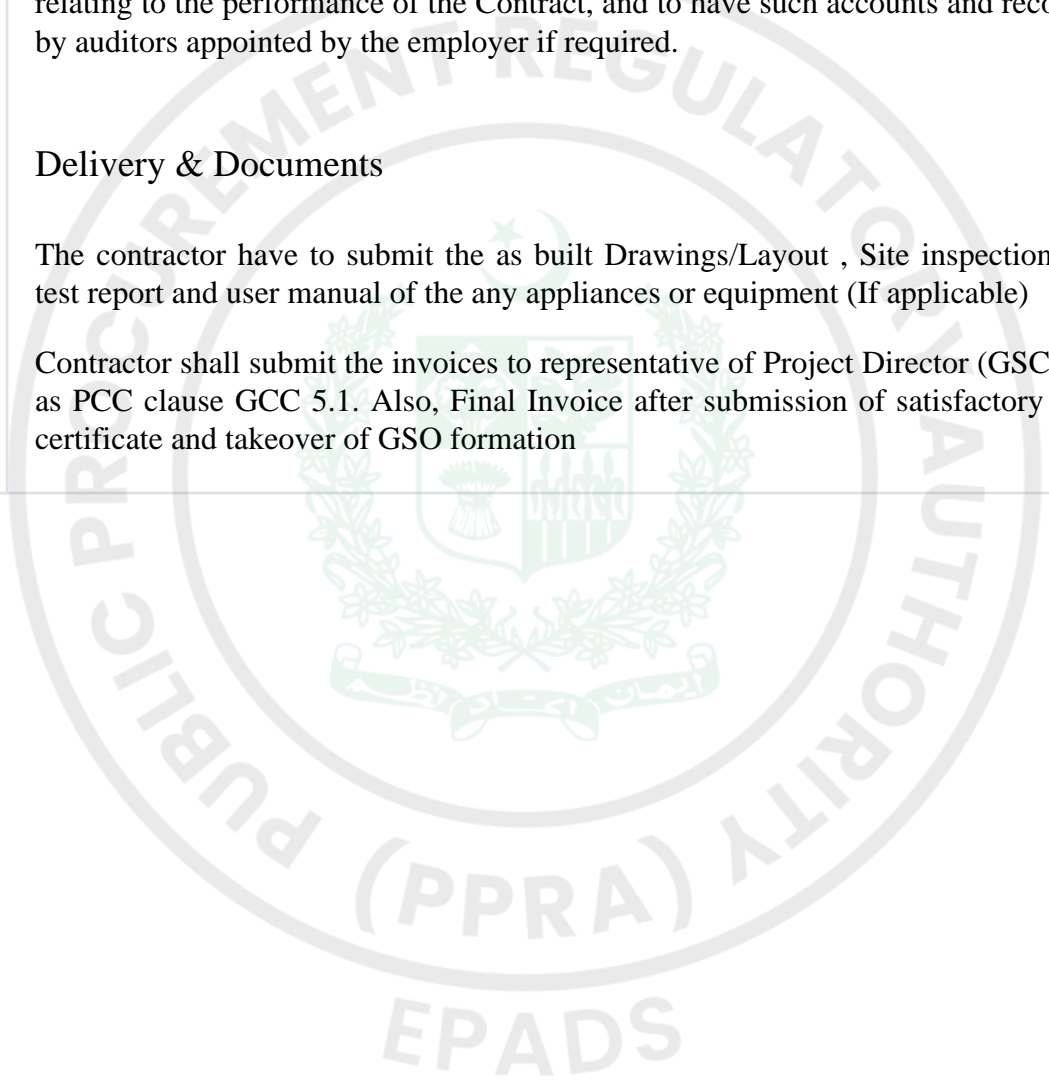 relating to the performance of the Contract, and to have such accounts and
by auditors appointed by the employer if required.
Delivery & Documents
The contractor have to submit the as built Drawings/Layout , Site inspection
test report and user manual of the any appliances or equipment (If applicable)
Contractor shall submit the invoices to representative of Project Director (GSC
as PCC clause GCC 5.1. Also, Final Invoice after submission of satisfactory
certificate and takeover of GSO formation
PUBLIC PROCUREMENT REGULATORY AUTHORITY
(PPRA)
EPADS